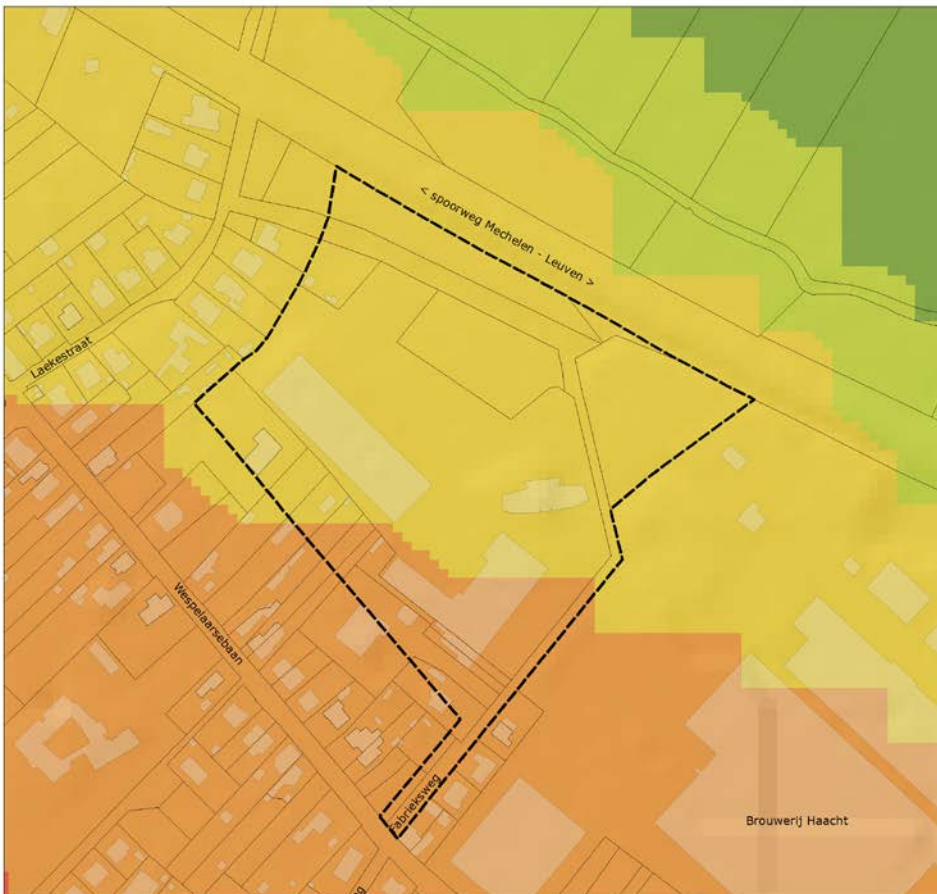 < spoorweg Mechelen - Leuven >
Laekestraat
Wespelaarsebaan
Fabrieksweg
Brouwerij Haacht